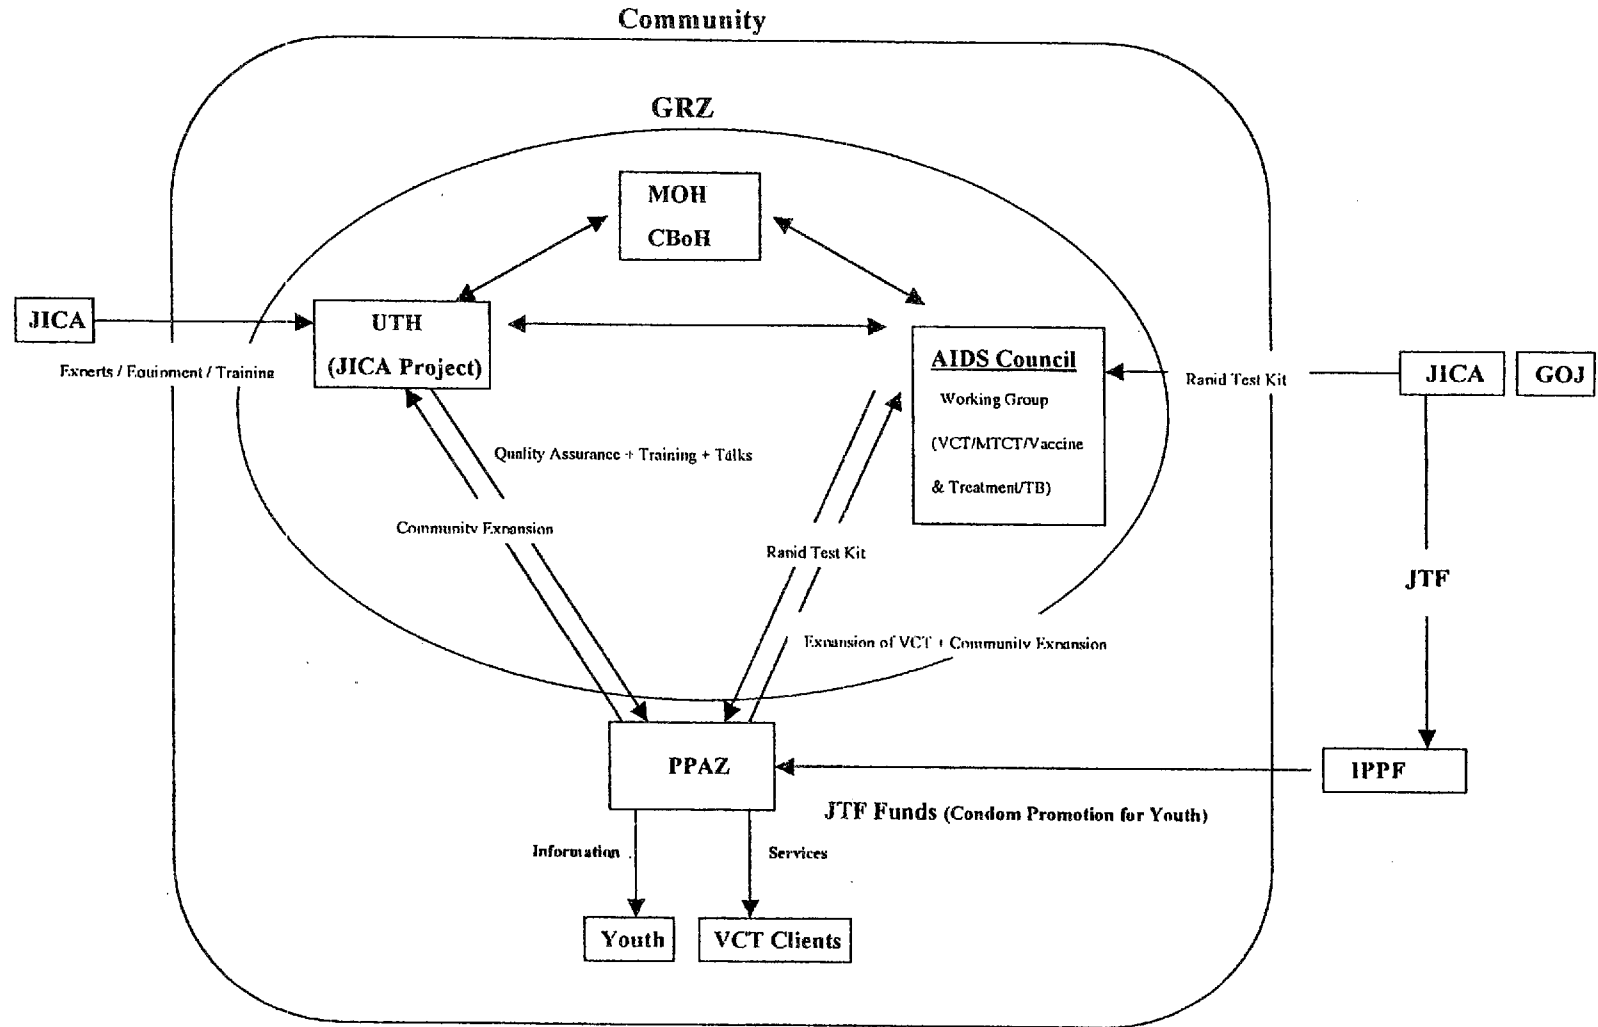 Community
GRZ
MOH
CBoH
JICA
UTH
(JICA Project)
Experts / Equipment / Training
AIDS Council
Working Group
(VCT/MTCT/Vaccine
& Treatment/TB)
Rapid Test Kit
JICA
GOJ
Quality Assurance + Training + Talks
Community Expansion
Rapid Test Kit
JTF
Expansion of VCT + Community Expansion
PPAZ
IPPF
JTF Funds (Condom Promotion for Youth)
Information
Services
Youth
VCT Clients